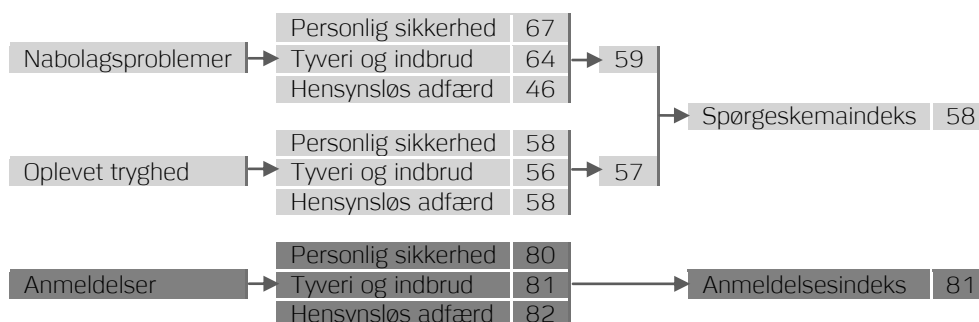 Personlig sikkerhed 67
Nabolagsproblemer Tyveri og indbrud 64 59
Hensynsløs adfærd 46
Spørgeskemaindeks 58
Personlig sikkerhed 58
Oplevet tryghed Tyveri og indbrud 56 57
Hensynsløs adfærd 58
Personlig sikkerhed 80
Anmeldelser Tyveri og indbrud 81 Anmeldelsesindeks 81
Hensynsløs adfærd 82